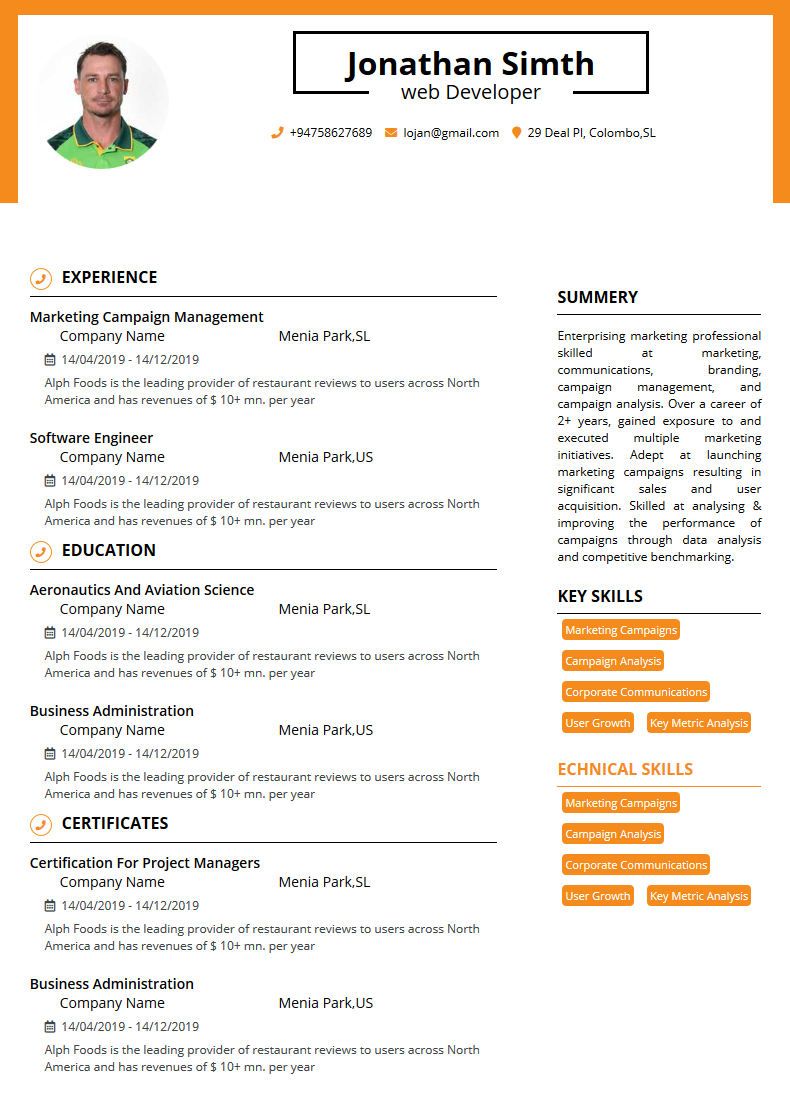 Jonathan Simth
web Developer
+94758627689 lojan@gmail.com 29 Deal Pl, Colombo,SL
EXPERIENCE
Marketing Campaign Management
Company Name Menia Park,SL
14/04/2019 - 14/12/2019
Alph Foods is the leading provider of restaurant reviews to users across North
America and has revenues of $ 10+ mn. per year
Software Engineer
Company Name Menia Park,US
14/04/2019 - 14/12/2019
Alph Foods is the leading provider of restaurant reviews to users across North
America and has revenues of $ 10+ mn. per year
EDUCATION
Aeronautics And Aviation Science
Company Name Menia Park,SL
14/04/2019 - 14/12/2019
Alph Foods is the leading provider of restaurant reviews to users across North
America and has revenues of $ 10+ mn. per year
Business Administration
Company Name Menia Park,US
14/04/2019 - 14/12/2019
Alph Foods is the leading provider of restaurant reviews to users across North
America and has revenues of $ 10+ mn. per year
CERTIFICATES
Certification For Project Managers
Company Name Menia Park,SL
14/04/2019 - 14/12/2019
Alph Foods is the leading provider of restaurant reviews to users across North
America and has revenues of $ 10+ mn. per year
Business Administration
Company Name Menia Park,US
14/04/2019 - 14/12/2019
Alph Foods is the leading provider of restaurant reviews to users across North
America and has revenues of $ 10+ mn. per year
SUMMERY
Enterprising marketing professional
skilled at marketing,
communications, branding,
campaign management, and
campaign analysis. Over a career of
2+ years, gained exposure to and
executed multiple marketing
initiatives. Adept at launching
marketing campaigns resulting in
significant sales and user
acquisition. Skilled at analysing &
improving the performance of
campaigns through data analysis
and competitive benchmarking.
KEY SKILLS
Marketing Campaigns
Campaign Analysis
Corporate Communications
User Growth Key Metric Analysis
ECHNICAL SKILLS
Marketing Campaigns
Campaign Analysis
Corporate Communications
User Growth Key Metric Analysis